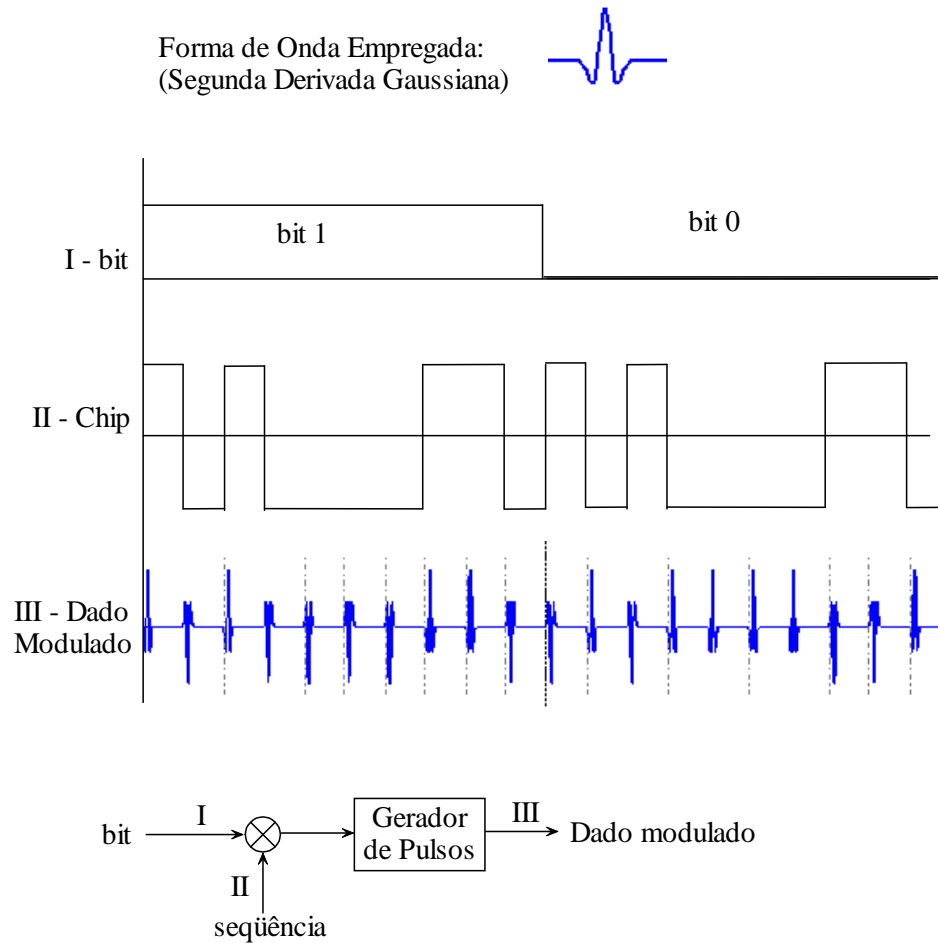 Forma de Onda Empregada:
(Segunda Derivada Gaussiana)
bit 1
bit 0
I - bit
II - Chip
III - Dado
Modulado
bit
I
II
seqüência
Gerador
de Pulsos
III
Dado modulado